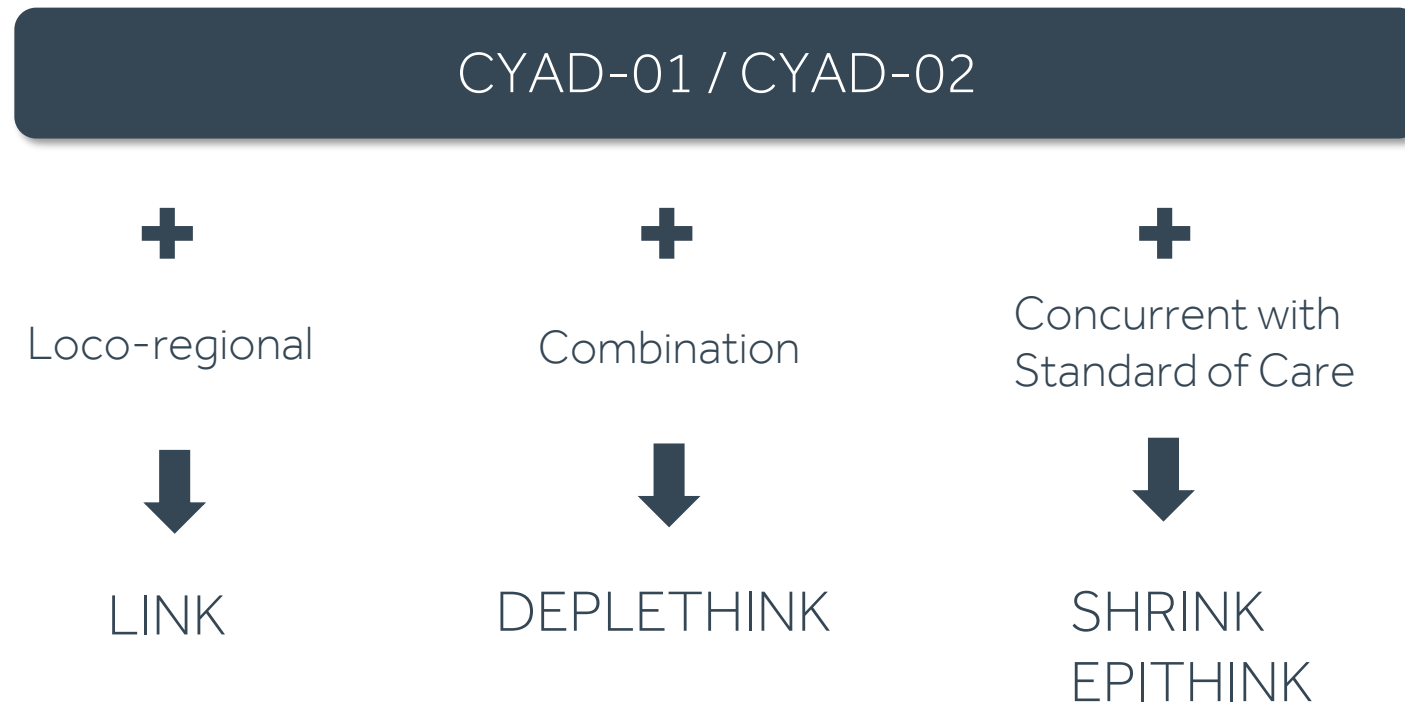 CYAD-01 / CYAD-02
Loco-regional
Combination
Concurrent with
Standard of Care
LINK
DEPLETHINK
SHRINK
EPITHINK